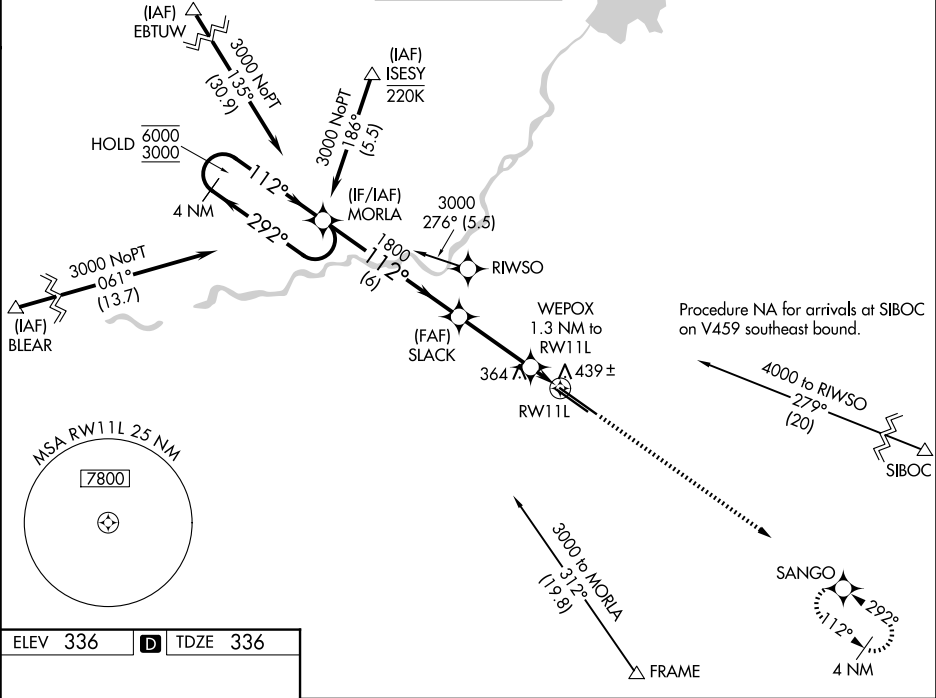 (IAF)
EBTUW
3000 NoPT
135°
(30.9)
(IAF)
ISESY
220K
3000 NoPT
186°
(5.5)
HOLD 6000
3000
112°
292°
4 NM
(IF/IAF)
MORLA
3000
276° (5.5)
RIWSO
1800
112°
(6)
3000 NoPT
061°
(13.7)
(IAF)
BLEAR
(FAF)
SLACK
WEPOX
1.3 NM to
RW11L
364
439±
RW11L
Procedure NA for arrivals at SIBOC
on V459 southeast bound.
4000 to RIWSO
279°
(20)
SIBOC
MSA RW11L 25 NM
7800
3000 to MORLA
312°
(19.8)
FRAME
SANGO
292°
112°
4 NM
ELEV 336 D TDZE 336